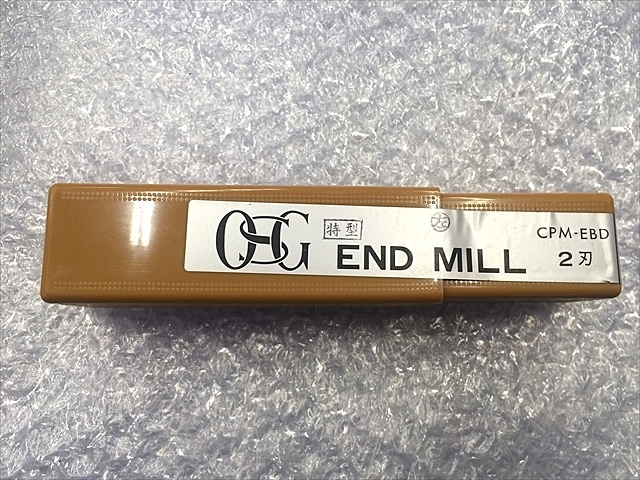 OSG 特型 END MILL
CPM-EBD
2刃